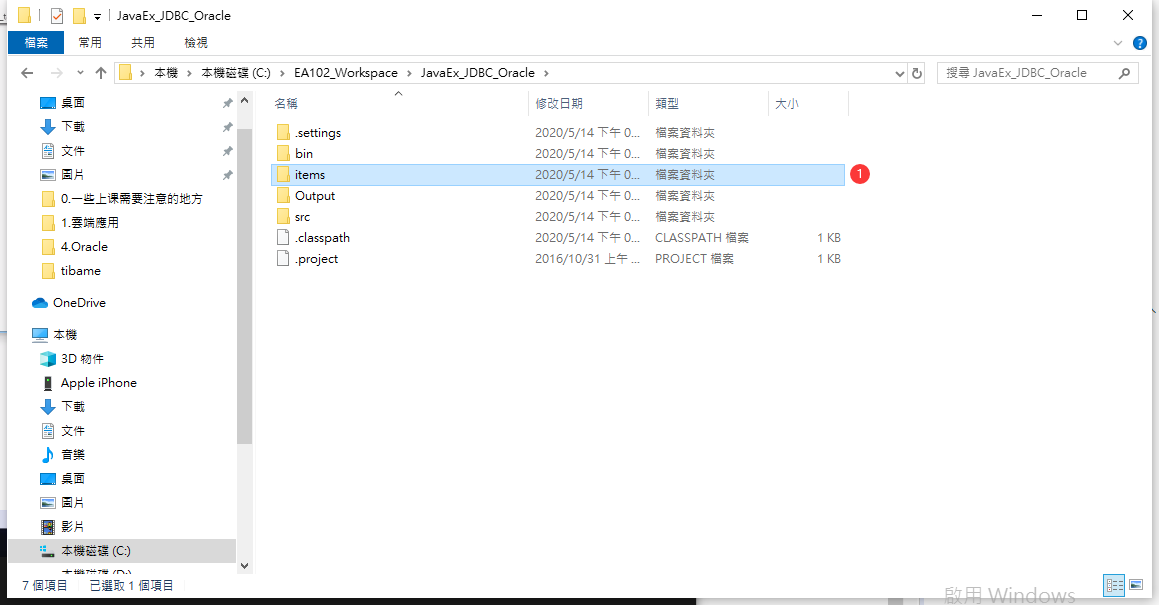 JavaEx_JDBC_Oracle
檔案 常用 共用 檢視
本機 本機磁碟 (C:) EA102_Workspace JavaEx_JDBC_Oracle
搜尋 JavaEx_JDBC_Oracle
桌面
下載
文件
圖片
0.一些上课需要注意的地方
1.雲端應用
4.Oracle
tibame
OneDrive
本機
3D 物件
Apple iPhone
下載
文件
音樂
桌面
圖片
影片
本機磁碟 (C:)
本機磁碟 (D:)
名稱 修改日期 類型 大小
.settings 2020/5/14 下午 0... 檔案資料夾
bin 2020/5/14 下午 0... 檔案資料夾
items 2020/5/14 下午 0... 檔案資料夾 1
Output 2020/5/14 下午 0... 檔案資料夾
src 2020/5/14 下午 0... 檔案資料夾
.classpath 2020/5/14 下午 0... CLASSPATH 檔案 1 KB
.project 2016/10/31 上午 ... PROJECT 檔案 1 KB
7 個項目 已選取 1 個項目
啟用 Windows